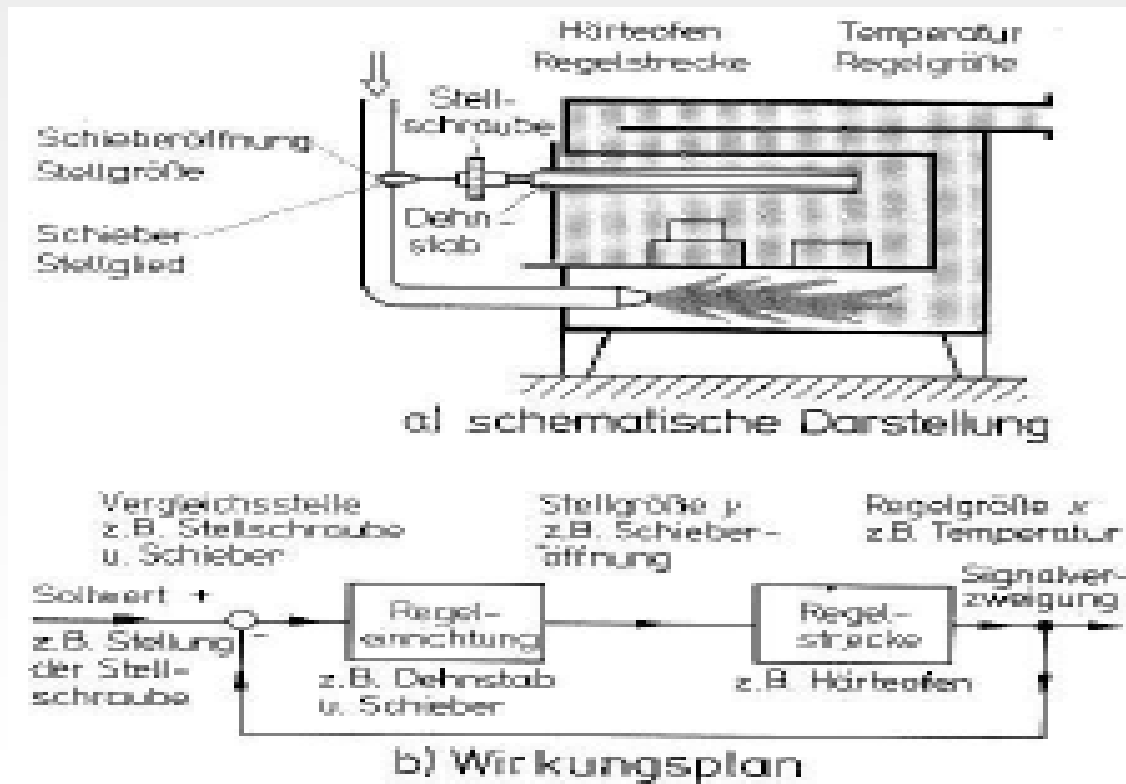 Härteofen
Regelstrecke
Temperatur
Regelgröße
Stell-
schraube
Schieberöffnung
Stellgröße
Dehn
stab
Schieber
Stellglied
a) schematische Darstellung
Vergleichsstelle
z.B. Stellschraube
u. Schieber
Stellgröße y
z.B. Schieber-
öffnung
Regelgröße x
z.B. Temperatur
Signalver-
zweigung
Sollwert +
-
z.B. Stellung
der Stell-
schraube
Regel-
einrichtung
z.B. Dehnstab
u. Schieber
Regel-
strecke
z.B. Härteofen
b) Wirkungsplan